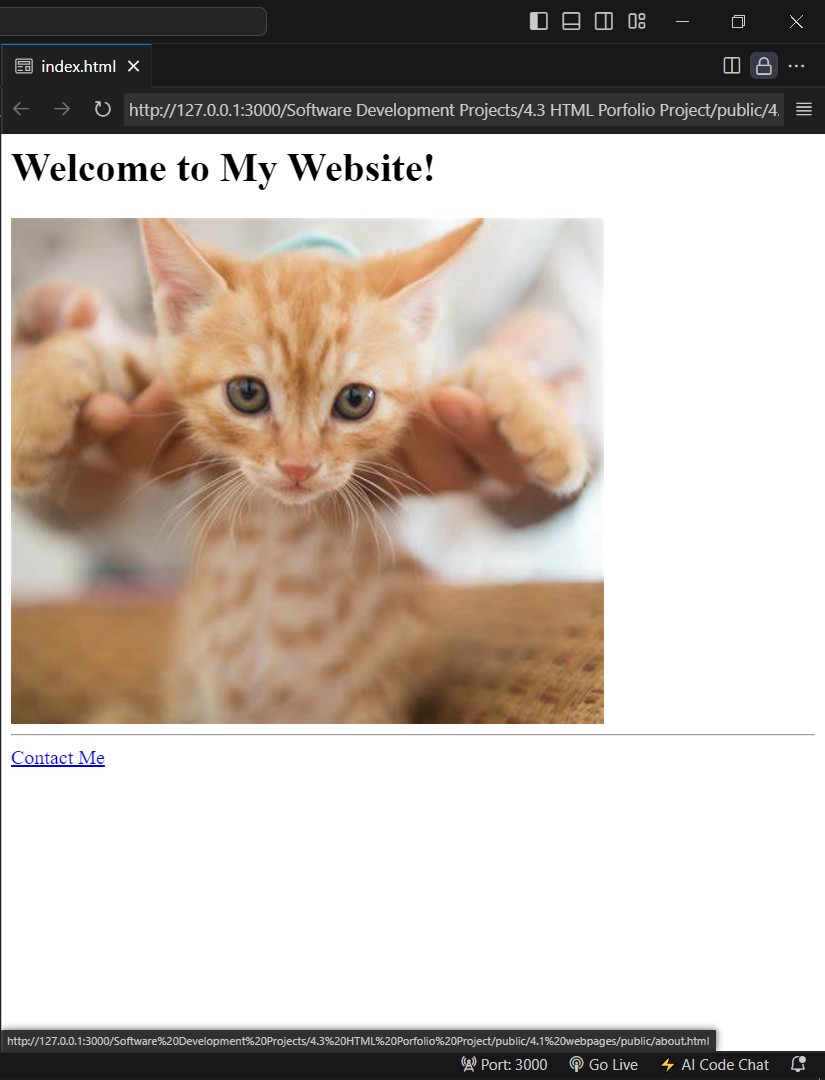 index.html
http://127.0.0.1:3000/Software Development Projects/4.3 HTML Porfolio Project/public/4.
Welcome to My Website!
Contact Me
http://127.0.0.1:3000/Software%20Development%20Projects/4.3%20HTML%20Porfolio%20Project/public/4.1%20webpages/public/about.html
Port: 3000 Go Live AI Code Chat